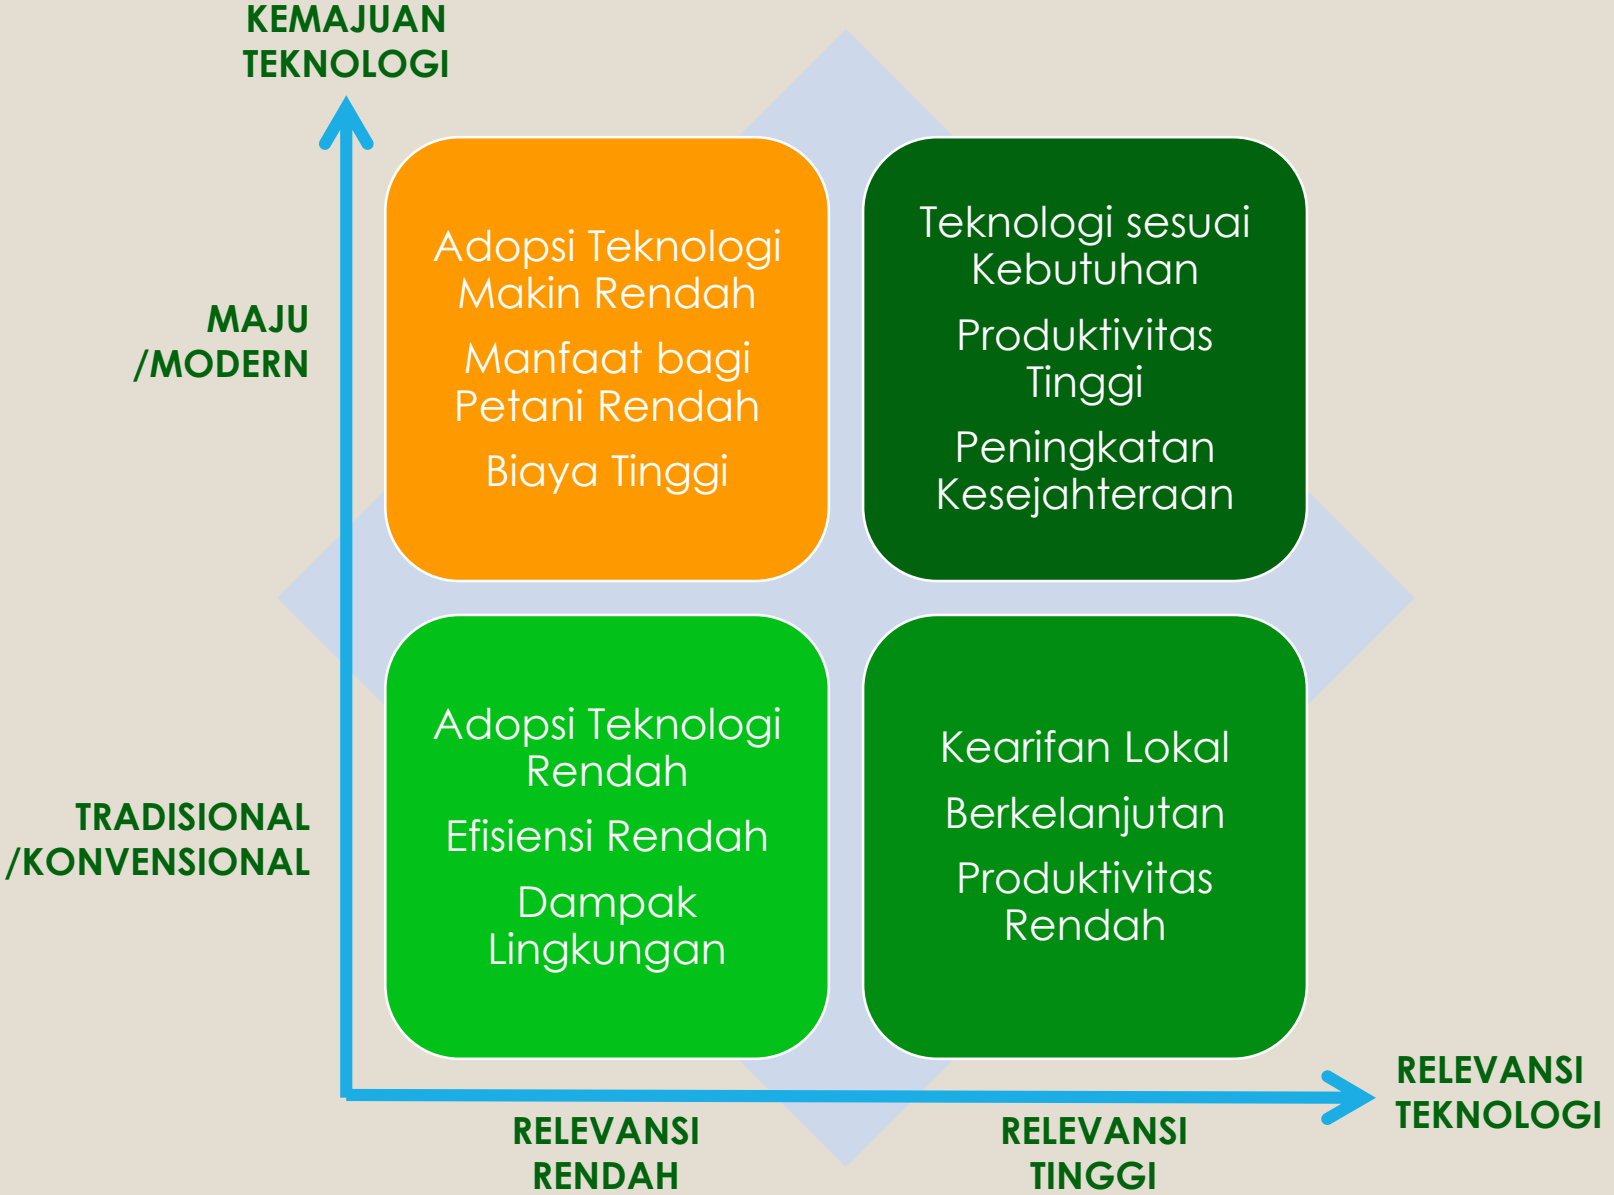 KEMAJUAN
TEKNOLOGI
MAJU
/MODERN
Adopsi Teknologi
Makin Rendah
Manfaat bagi
Petani Rendah
Biaya Tinggi
Teknologi sesuai
Kebutuhan
Produktivitas
Tinggi
Peningkatan
Kesejahteraan
TRADISIONAL
/KONVENSIONAL
Adopsi Teknologi
Rendah
Efisiensi Rendah
Dampak
Lingkungan
Kearifan Lokal
Berkelanjutan
Produktivitas
Rendah
RELEVANSI
TEKNOLOGI
RELEVANSI
RENDAH
RELEVANSI
TINGGI